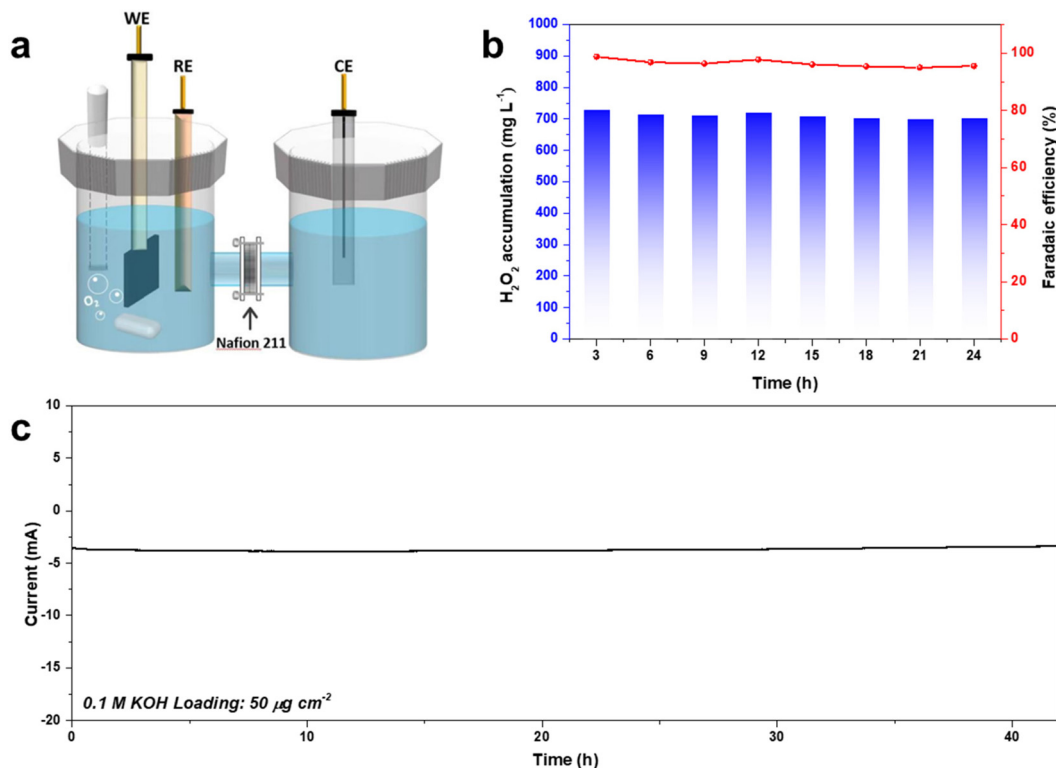 a
WE
RE
CE
O₂
Nafion 211
b
1000
900
800
700
600
500
400
300
200
100
0
H₂O₂ accumulation (mg L⁻¹)
100
80
60
40
20
0
Faradaic efficiency (%)
3 6 9 12 15 18 21 24
Time (h)
c
10
5
0
-5
-10
-15
-20
Current (mA)
0.1 M KOH Loading: 50 μg cm⁻²
0 10 20 30 40
Time (h)